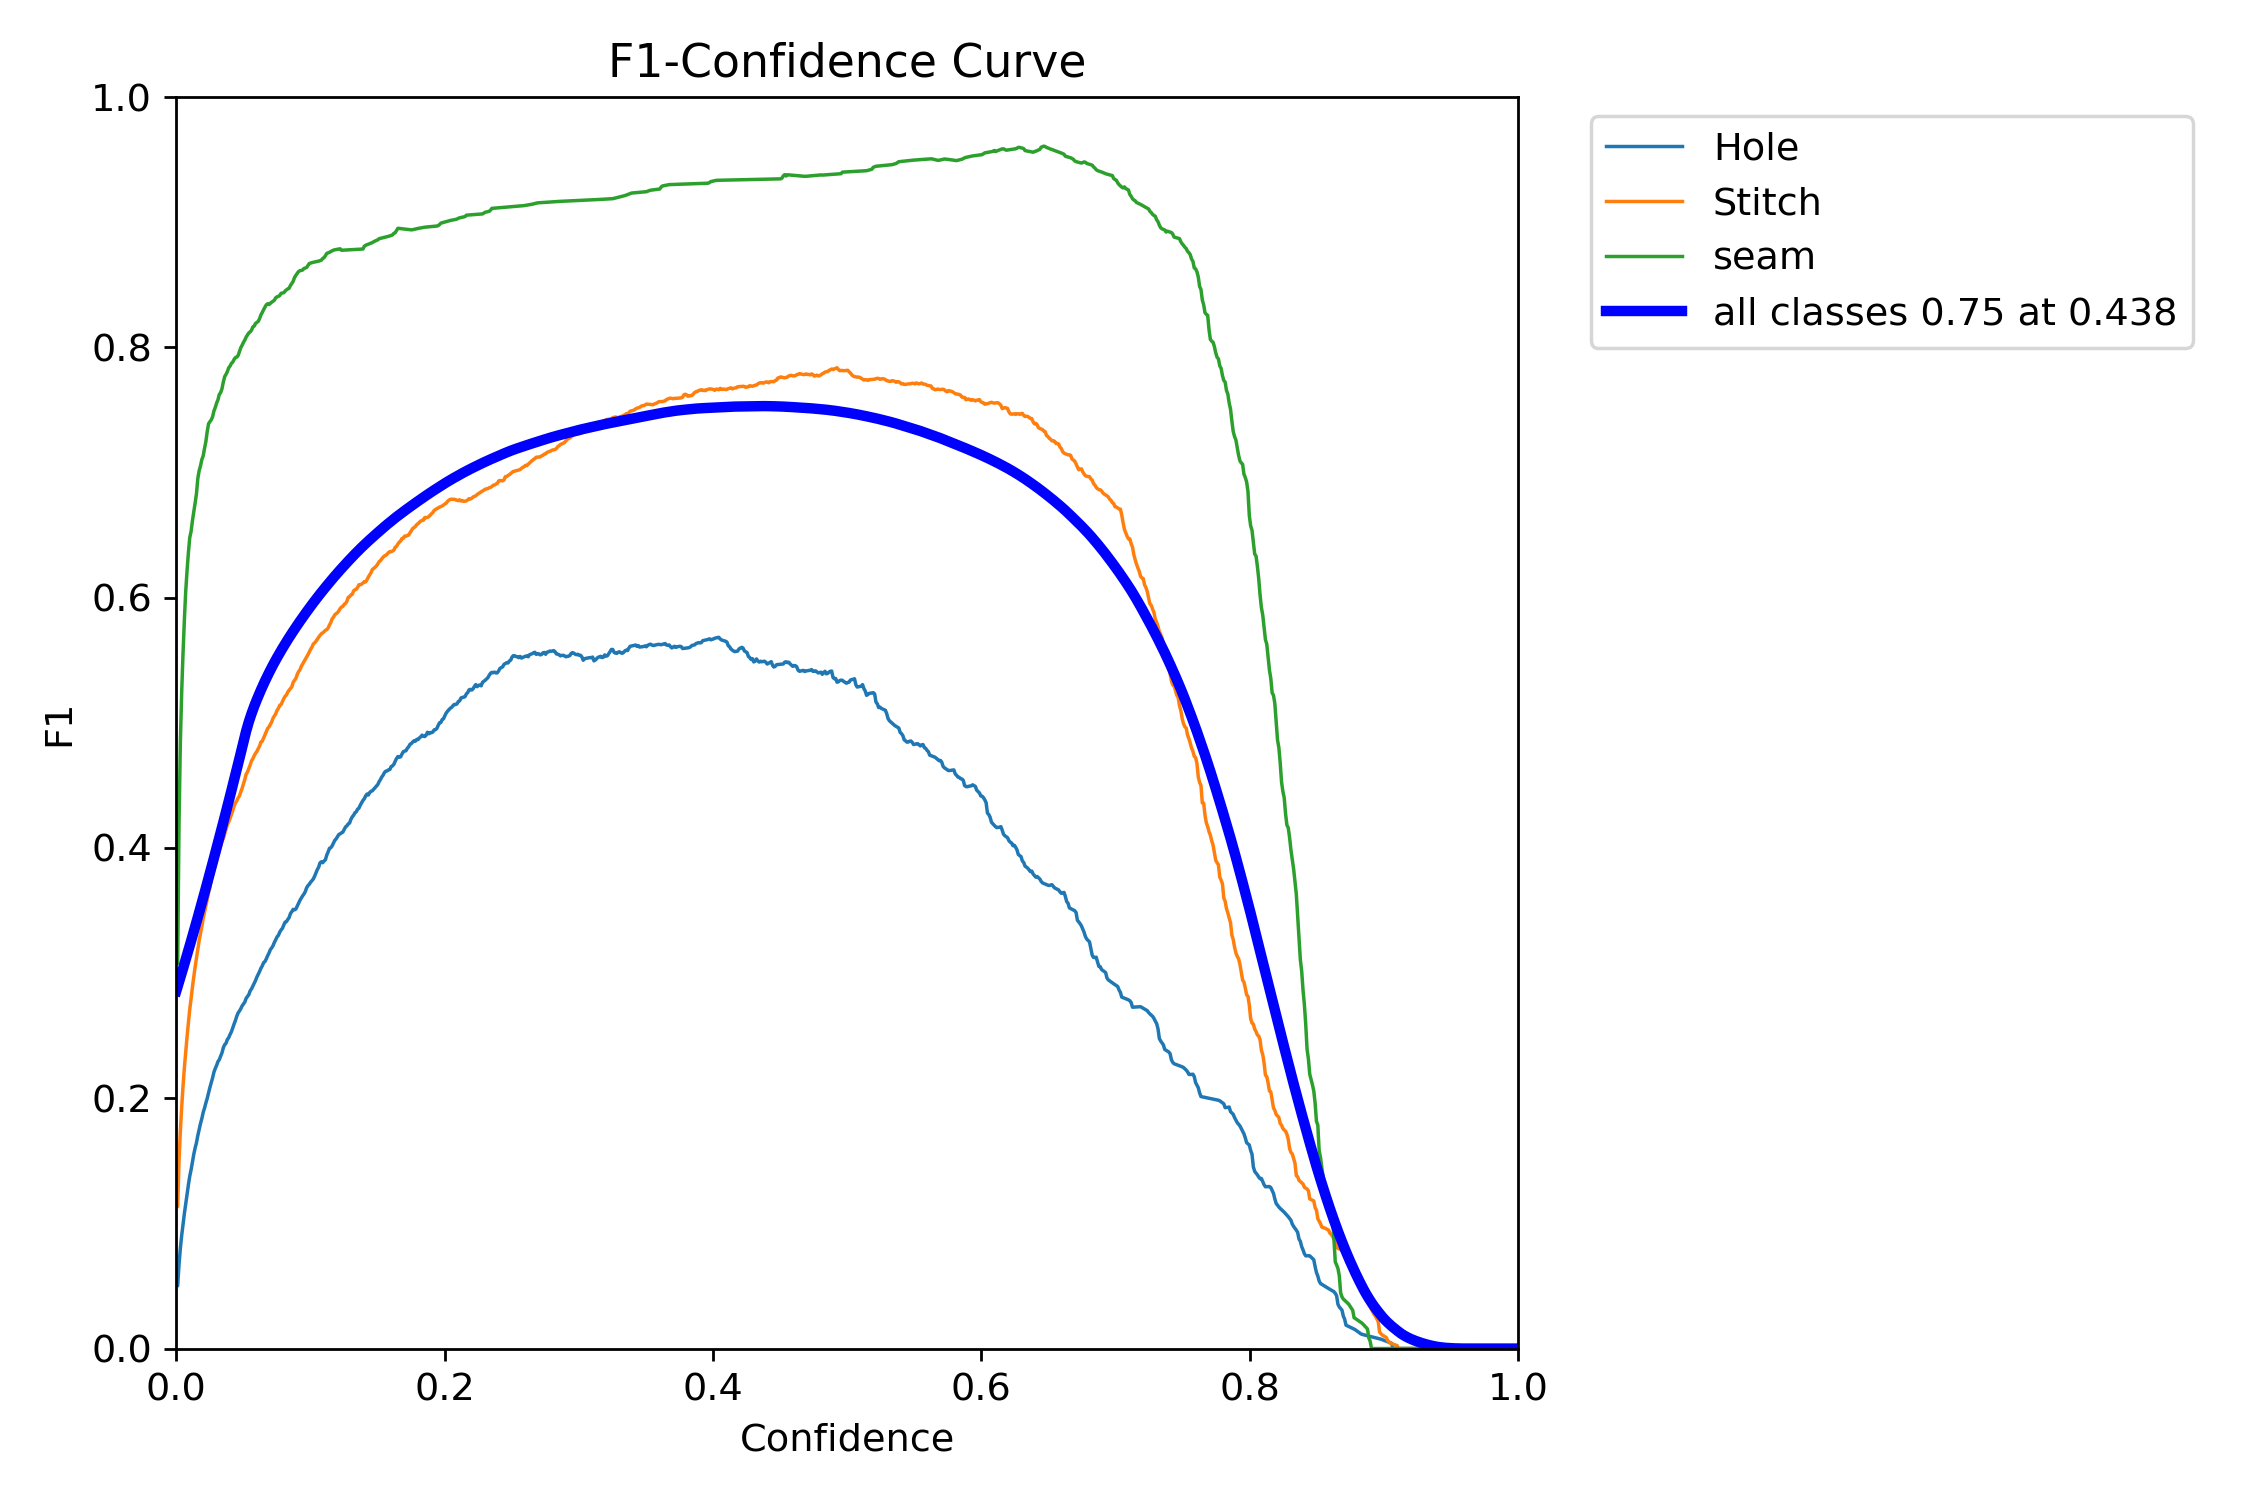 F1-Confidence Curve
1.0
0.8
0.6
0.4
0.2
0.0
F1
0.0 0.2 0.4 0.6 0.8 1.0
Confidence
Hole
Stitch
seam
all classes 0.75 at 0.438